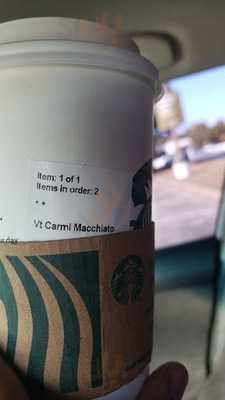 Item: 1 of 1
Items in order: 2
* *
Vt Carml Macchiato